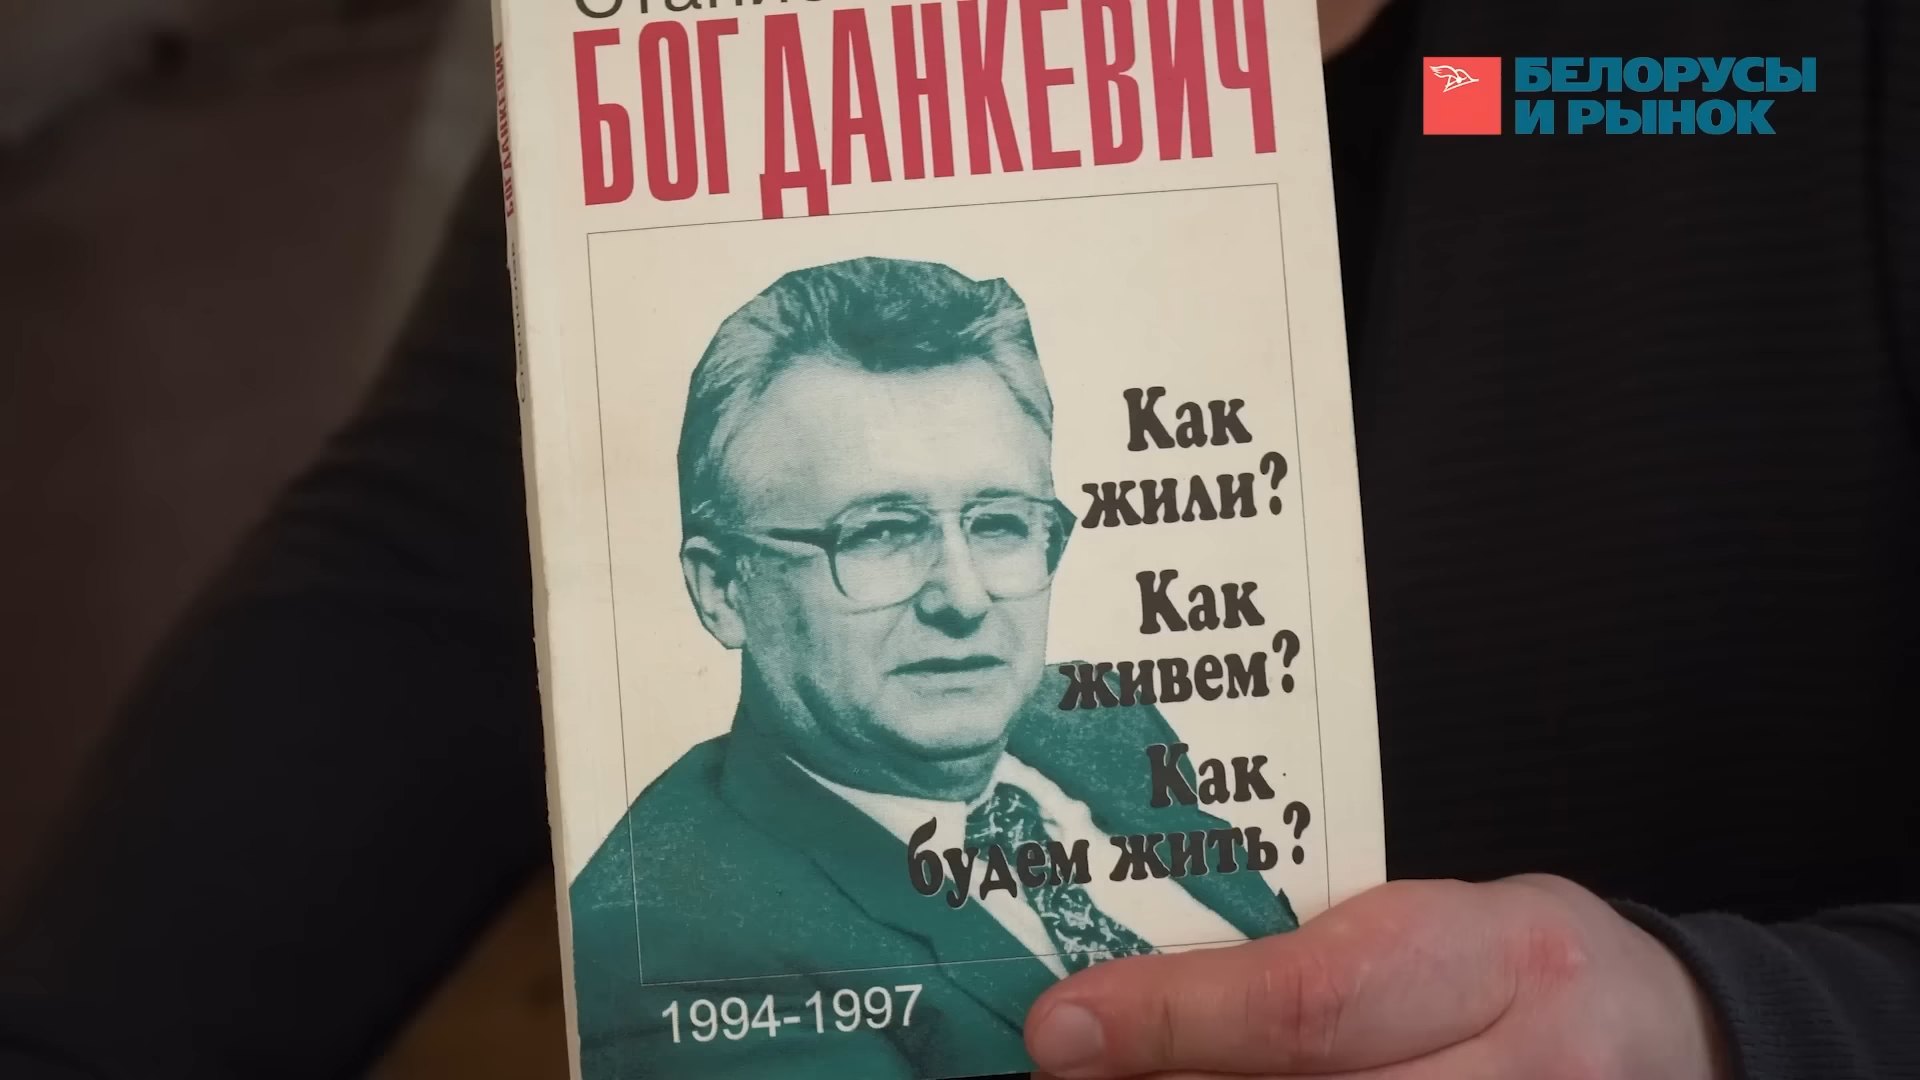 БОГДАНКЕВИЧ
Как
жили?
Как
живем?
Как
будем жить?
1994-1997
БЕЛОРУСЫ
И РЫНОК